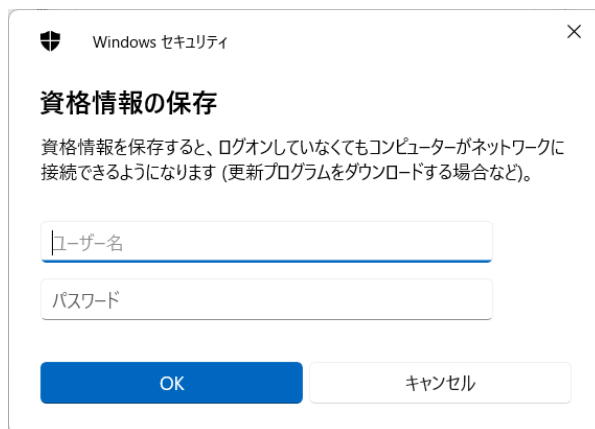 Windows セキュリティ
資格情報の保存
資格情報を保存すると、ログオンしていなくてもコンピューターがネットワークに
接続できるようになります (更新プログラムをダウンロードする場合など)。
ユーザー名
パスワード
OK
キャンセル